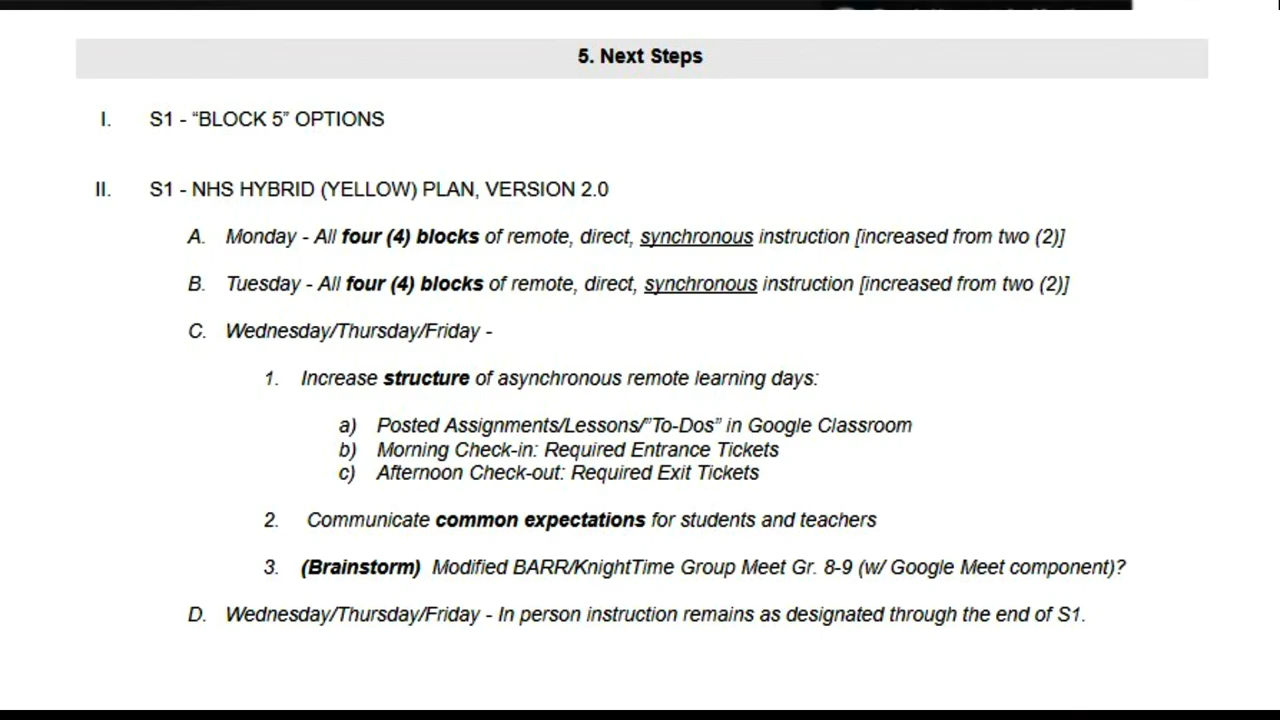 5. Next Steps
I. S1 - “BLOCK 5” OPTIONS
II. S1 - NHS HYBRID (YELLOW) PLAN, VERSION 2.0
A. Monday - All four (4) blocks of remote, direct, synchronous instruction [increased from two (2)]
B. Tuesday - All four (4) blocks of remote, direct, synchronous instruction [increased from two (2)]
C. Wednesday/Thursday/Friday -
1. Increase structure of asynchronous remote learning days:
a) Posted Assignments/Lessons/”To-Dos” in Google Classroom
b) Morning Check-in: Required Entrance Tickets
c) Afternoon Check-out: Required Exit Tickets
2. Communicate common expectations for students and teachers
3. (Brainstorm) Modified BARR/KnightTime Group Meet Gr. 8-9 (w/ Google Meet component)?
D. Wednesday/Thursday/Friday - In person instruction remains as designated through the end of S1.